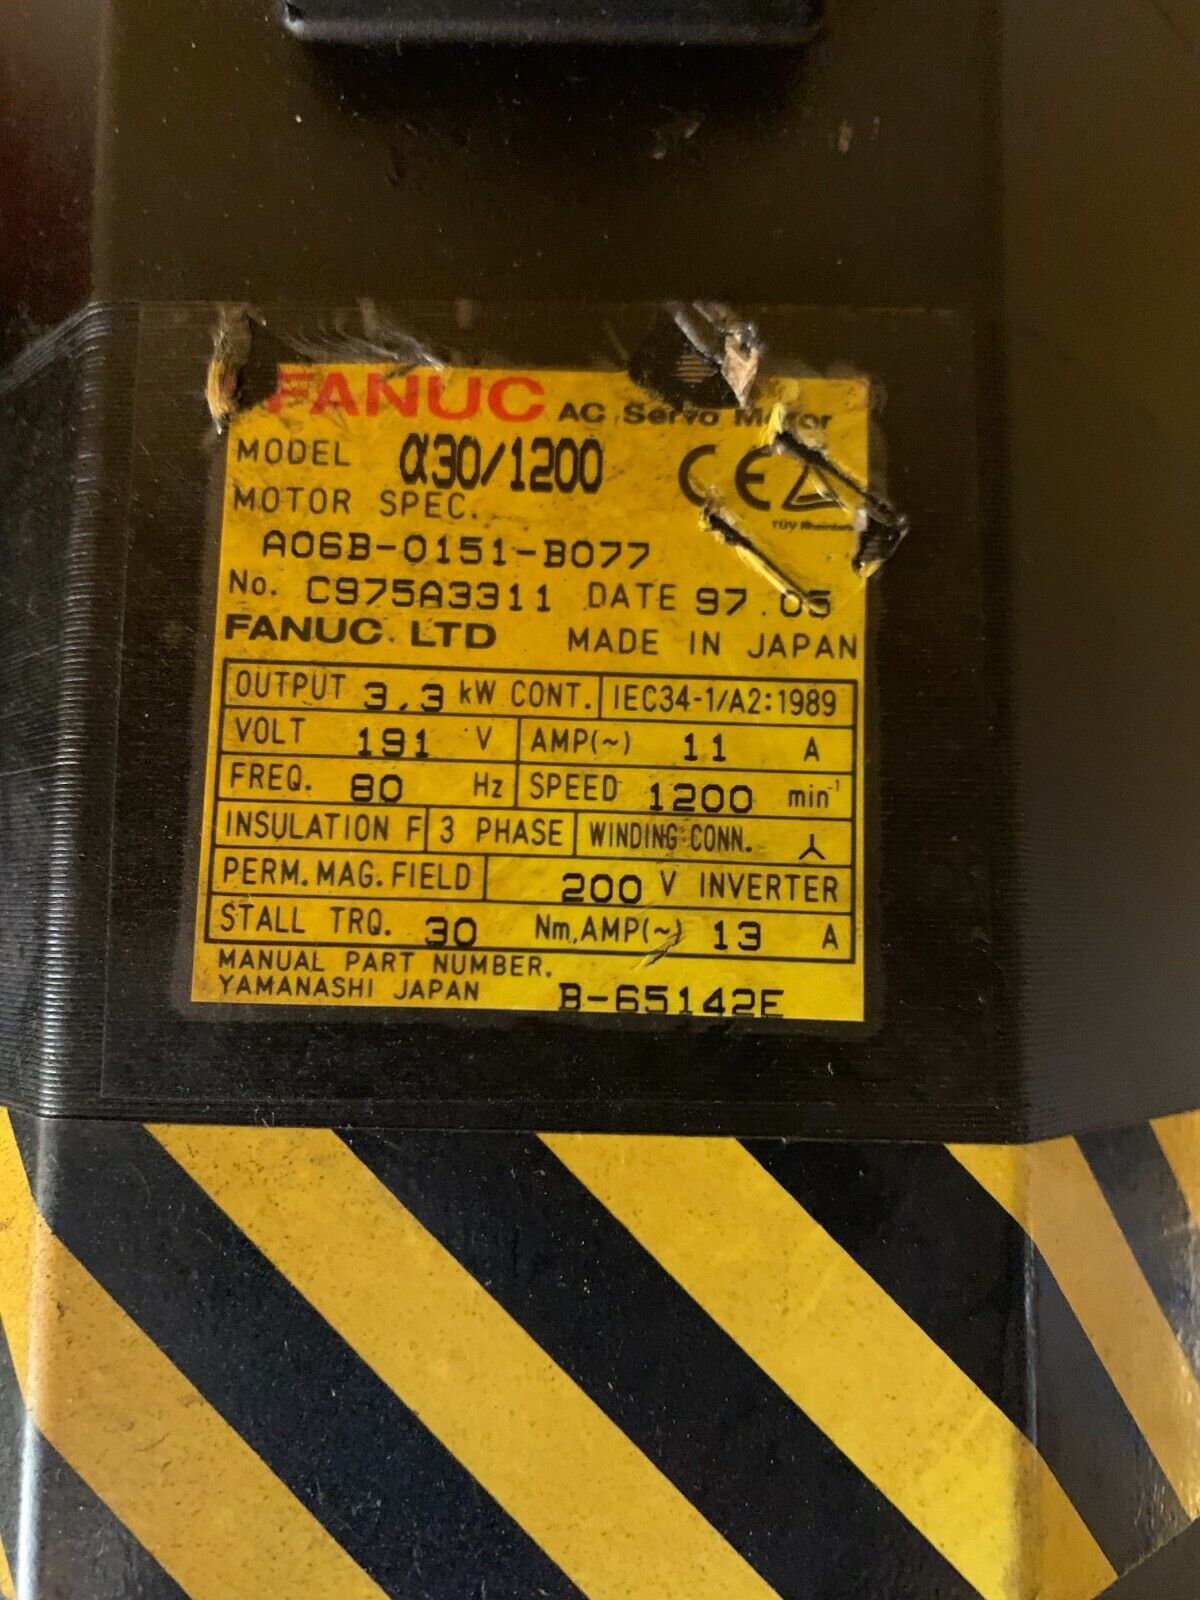 FANUC AC Servo Motor
MODEL α30/1200 CE
MOTOR SPEC.
A06B-0151-B077 TÜV
No. C975A3311 DATE 97.05
FANUC LTD MADE IN JAPAN
OUTPUT 3.3 kW CONT. IEC34-1/A2:1989
VOLT 191 V AMP(~) 11 A
FREQ. 80 Hz SPEED 1200 min⁻¹
INSULATION F 3 PHASE WINDING CONN.
PERM. MAG. FIELD 200 V INVERTER
STALL TRQ. 30 Nm, AMP(~) 13 A
MANUAL PART NUMBER.
YAMANASHI JAPAN B-65142E